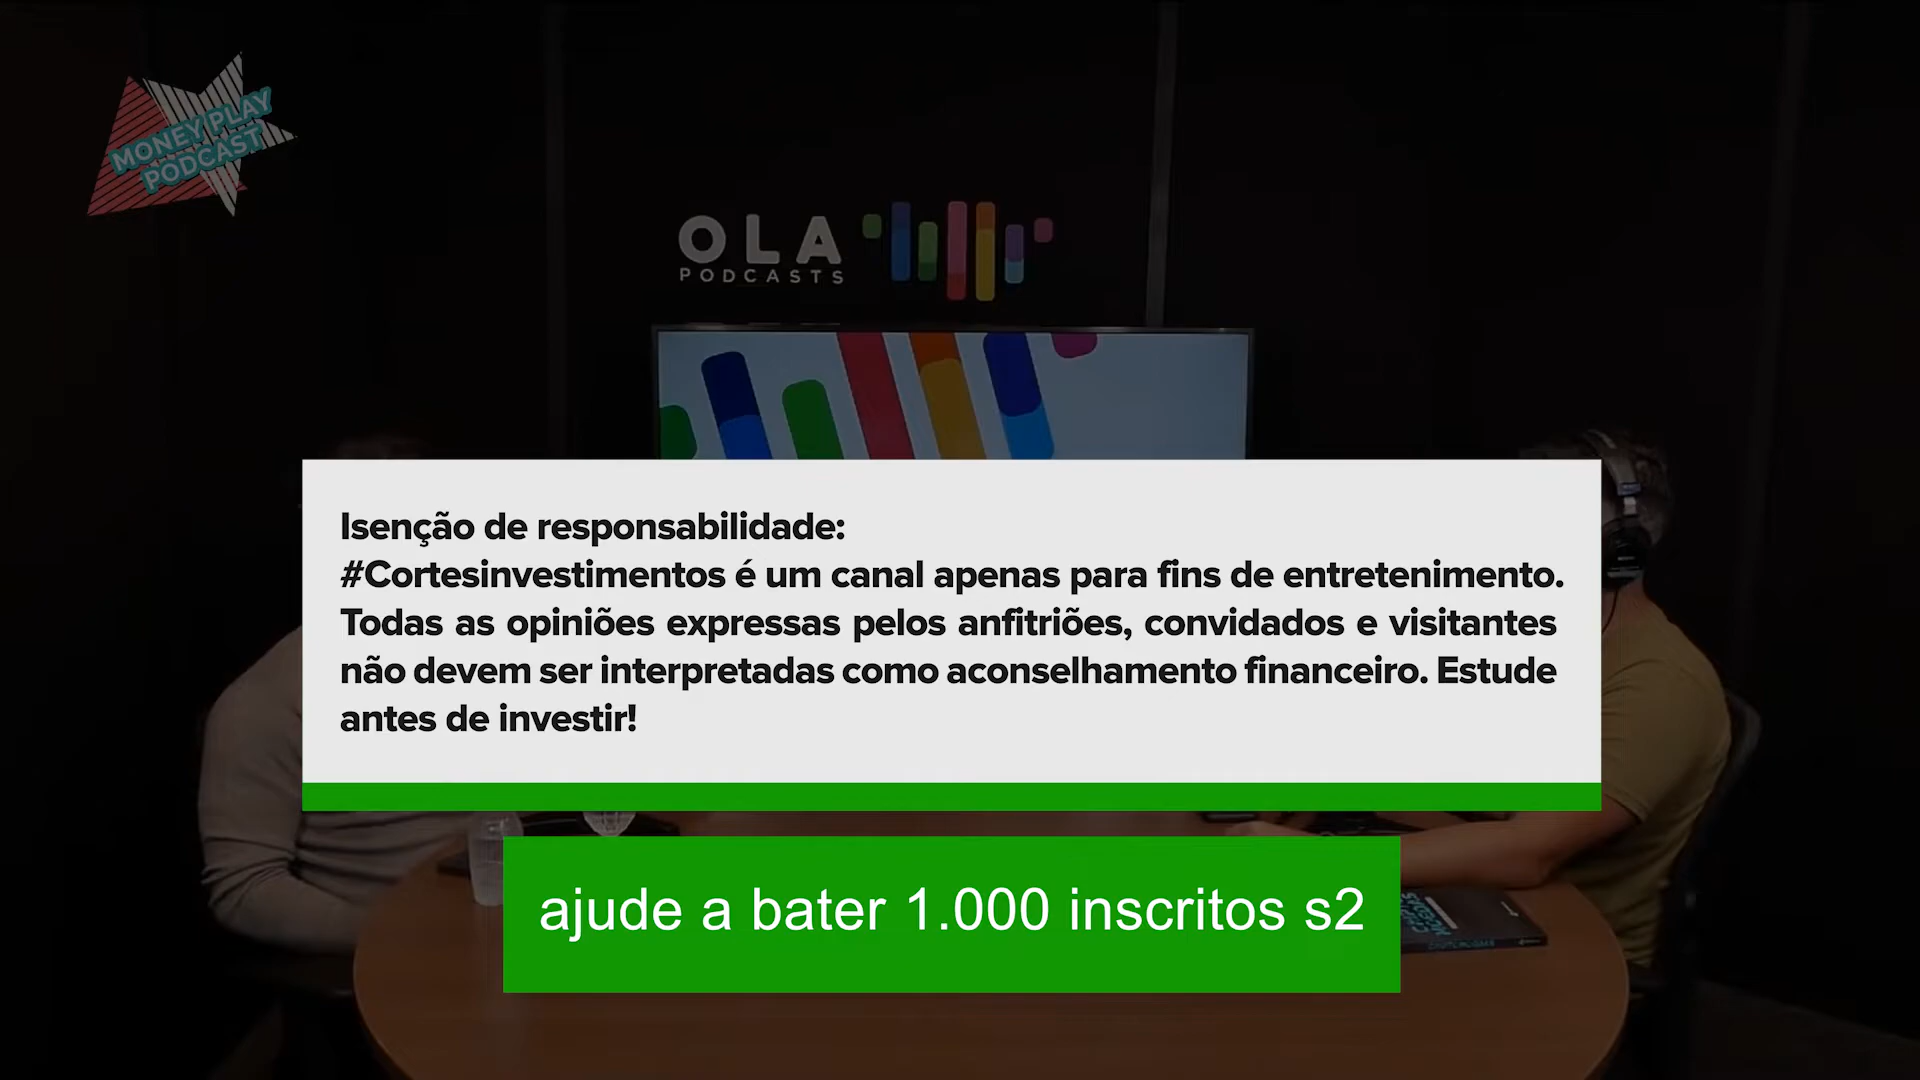 MONEY PLAY
PODCAST
OLA
PODCASTS
Isenção de responsabilidade:
#Cortesinvestimentos é um canal apenas para fins de entretenimento.
Todas as opiniões expressas pelos anfitriões, convidados e visitantes
não devem ser interpretadas como aconselhamento financeiro. Estude
antes de investir!
ajude a bater 1.000 inscritos s2